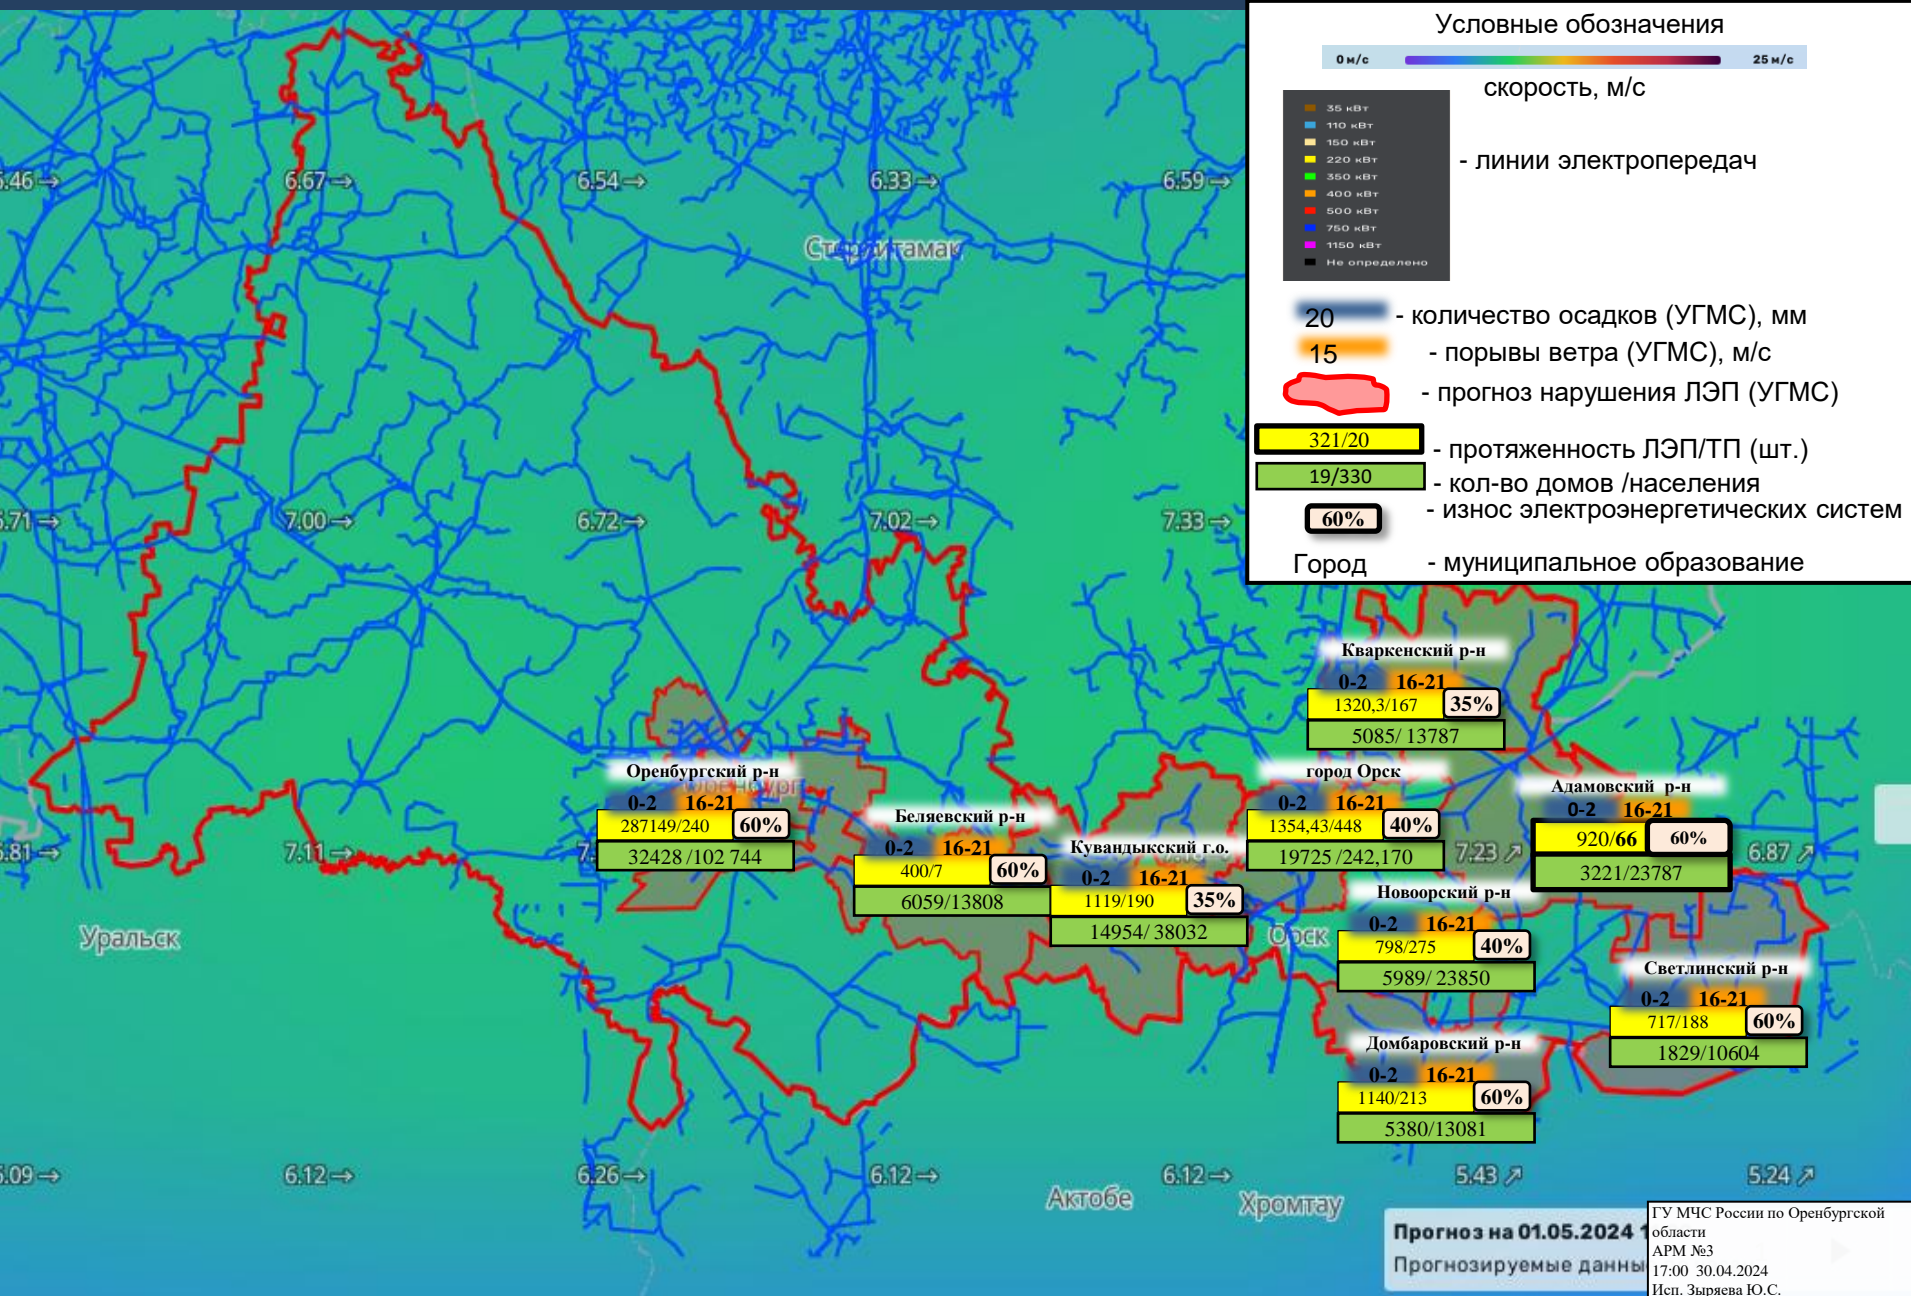 Условные обозначения
0 м/с
25 м/с
скорость, м/с
35 кВт
110 кВт
150 кВт
220 кВт
350 кВт
400 кВт
500 кВт
750 кВт
1150 кВт
Не определено
- линии электропередач
20 - количество осадков (УГМС), мм
15 - порывы ветра (УГМС), м/с
- прогноз нарушения ЛЭП (УГМС)
321/20 - протяженность ЛЭП/ТП (шт.)
19/330 - кол-во домов /населения
60% - износ электроэнергетических систем
Город - муниципальное образование
6.67→
6.54→
6.33→
6.59→
Стерлитамак
7.00→
6.72→
7.02→
7.33→
Кваркенский р-н
0-2 16-21
1320,3/167 35%
5085/ 13787
Оренбургский р-н
Оренбург
0-2 16-21
287149/240 60%
32428 /102 744
Беляевский р-н
0-2 16-21
400/7 60%
6059/13808
Кувандыкский г.о.
0-2 16-21
1119/190 35%
14954/ 38032
город Орск
0-2 16-21
1354,43/448 40%
19725 /242,170
Адамовский р-н
0-2 16-21
920/66 60%
3221/23787
7.11→
7.23↗
6.87↗
Новоорский р-н
0-2 16-21
798/275 40%
5989/ 23850
Уральск
Орск
Светлинский р-н
0-2 16-21
717/188 60%
1829/10604
Домбаровский р-н
0-2 16-21
1140/213 60%
5380/13081
6.12→
6.26→
6.12→
6.12→
5.43↗
5.24↗
Актобе
Хромтау
Прогноз на 01.05.2024
Прогнозируемые
ГУ МЧС России по Оренбургской
области
АРМ №3
17:00 30.04.2024
Исп. Зыряева Ю.С.